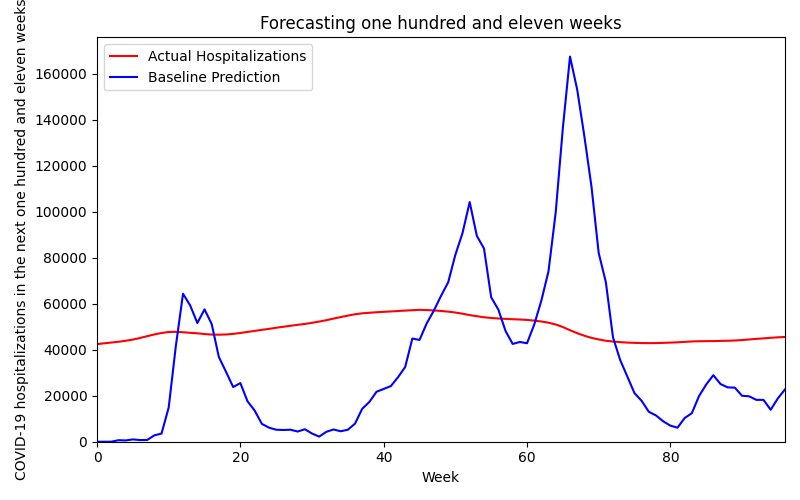 Forecasting one hundred and eleven weeks
COVID-19 hospitalizations in the next one hundred and eleven weeks
Actual Hospitalizations
Baseline Prediction
160000
140000
120000
100000
80000
60000
40000
20000
0
0 20 40 60 80
Week